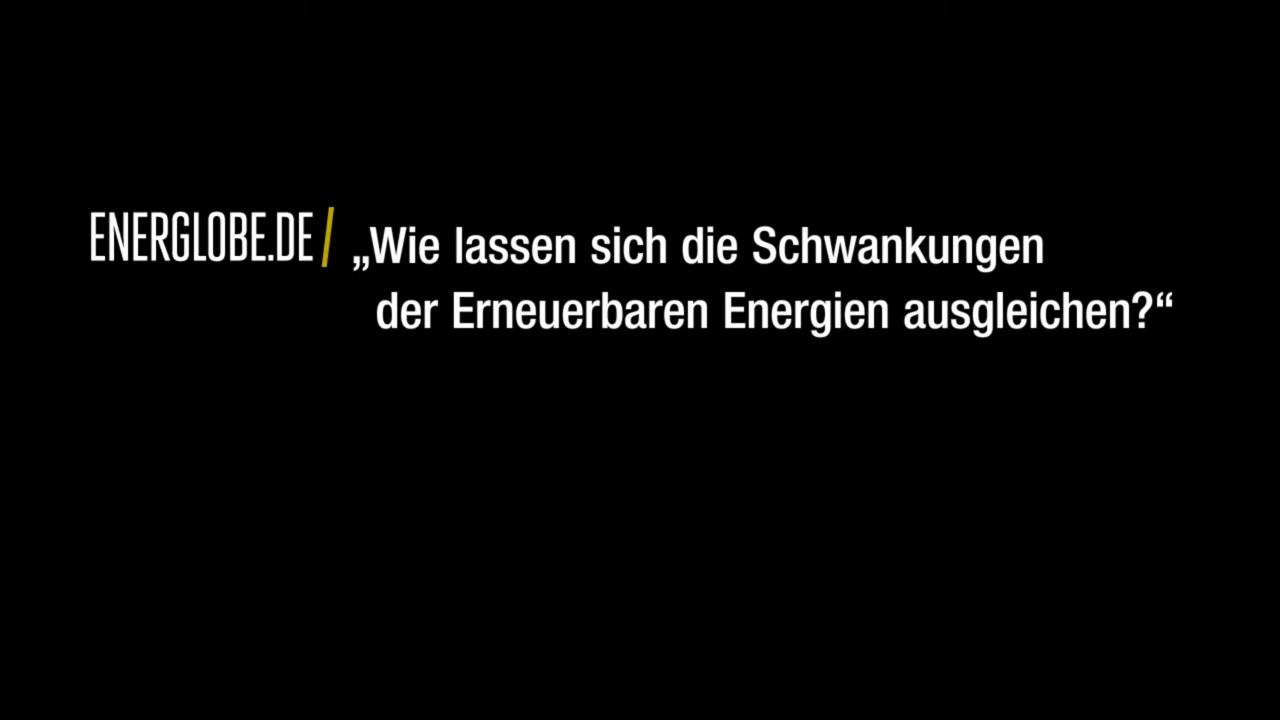 ENERGLOBE.DE/ „Wie lassen sich die Schwankungen
der Erneuerbaren Energien ausgleichen?“